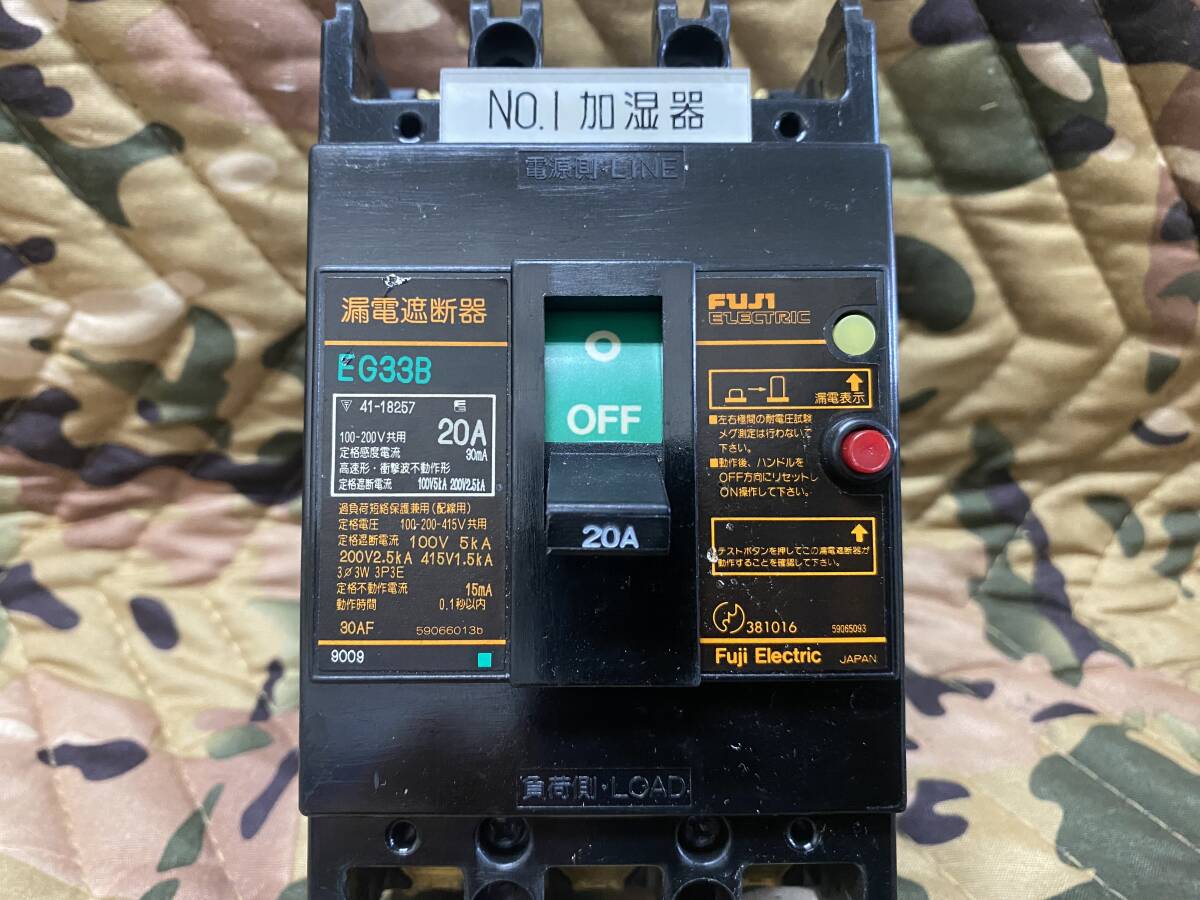 NO.1 加湿器
電源側・LINE
漏電遮断器
EG33B
41-18257
100-200V共用 20A
定格感度電流 30mA
高速形・衝撃波不動作形
定格遮断電流 100V5kA 200V2.5kA
過負荷短絡保護兼用(配線用)
定格電圧 100-200-415V共用
定格遮断電流 100V 5kA
200V2.5kA 415V1.5kA
3ø3W 3P3E
定格不動作電流 15mA
動作時間 0.1秒以内
30AF 59066013b
9009
O
OFF
20A
FUJI
ELECTRIC
漏電表示
■左右極間の耐電圧試験
メグ測定は行わないで
下さい。
■動作後、ハンドルを
OFF方向にリセットし
ON操作して下さい。
テストボタンを押してこの漏電遮断器が
動作することを確認して下さい。
381016 59065093
Fuji Electric JAPAN
負荷側・LOAD